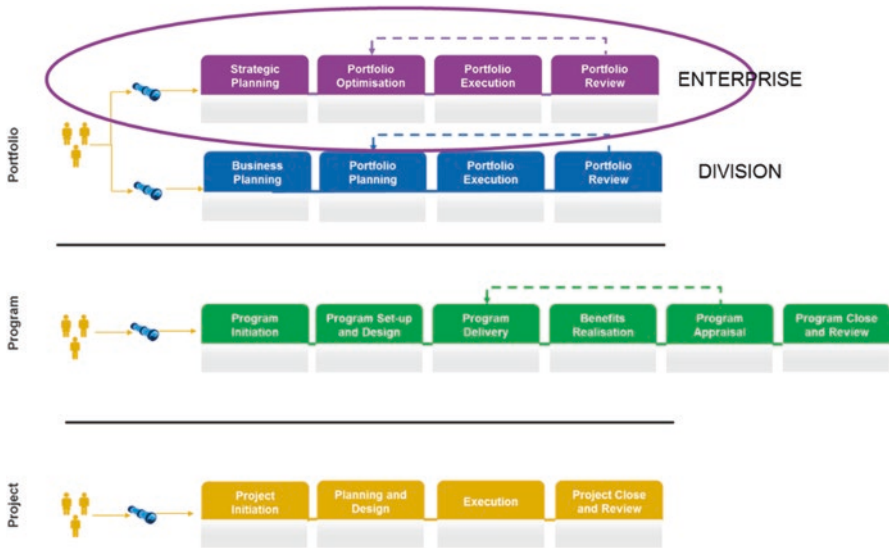 Portfolio
Strategic
Planning
Portfolio
Optimisation
Portfolio
Execution
Portfolio
Review
ENTERPRISE
Business
Planning
Portfolio
Planning
Portfolio
Execution
Portfolio
Review
DIVISION
Program
Program
Initiation
Program Set-up
and Design
Program
Delivery
Benefits
Realisation
Program
Appraisal
Program Close
and Review
Project
Project
Initiation
Planning and
Design
Execution
Project Close
and Review